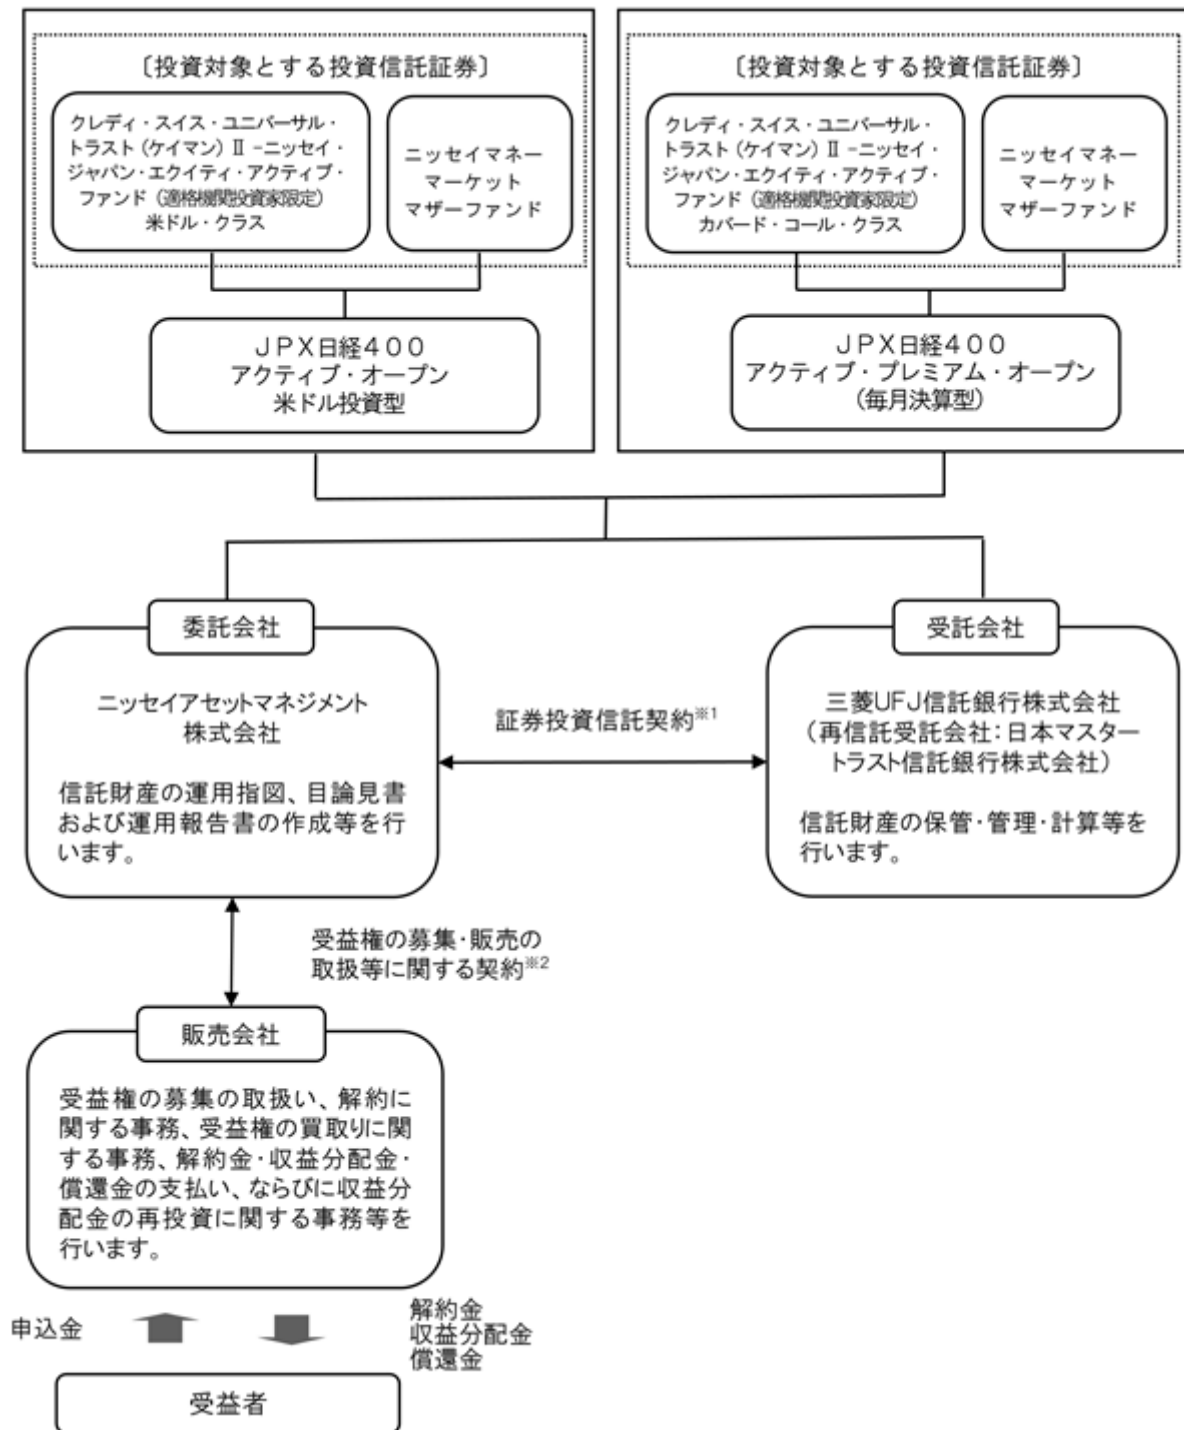 〔投資対象とする投資信託証券〕
クレディ・スイス・ユニバーサル・
トラスト（ケイマン）Ⅱ－ニッセイ・
ジャパン・エクイティ・アクティブ・
ファンド（適格機関投資家限定）
米ドル・クラス
ニッセイマネー
マーケット
マザーファンド
ＪＰＸ日経４００
アクティブ・オープン
米ドル投資型
〔投資対象とする投資信託証券〕
クレディ・スイス・ユニバーサル・
トラスト（ケイマン）Ⅱ－ニッセイ・
ジャパン・エクイティ・アクティブ・
ファンド（適格機関投資家限定）
カバード・コール・クラス
ニッセイマネー
マーケット
マザーファンド
ＪＰＸ日経４００
アクティブ・プレミアム・オープン
（毎月決算型）
委託会社
ニッセイアセットマネジメント
株式会社
信託財産の運用指図、目論見書
および運用報告書の作成等を行
います。
証券投資信託契約※1
受託会社
三菱UFJ信託銀行株式会社
（再信託受託会社：日本マスター
トラスト信託銀行株式会社）
信託財産の保管・管理・計算等を
行います。
受益権の募集・販売の
取扱等に関する契約※2
販売会社
受益権の募集の取扱い、解約に
関する事務、受益権の買取りに関
する事務、解約金・収益分配金・
償還金の支払い、ならびに収益分
配金の再投資に関する事務等を
行います。
申込金
解約金
収益分配金
償還金
受益者